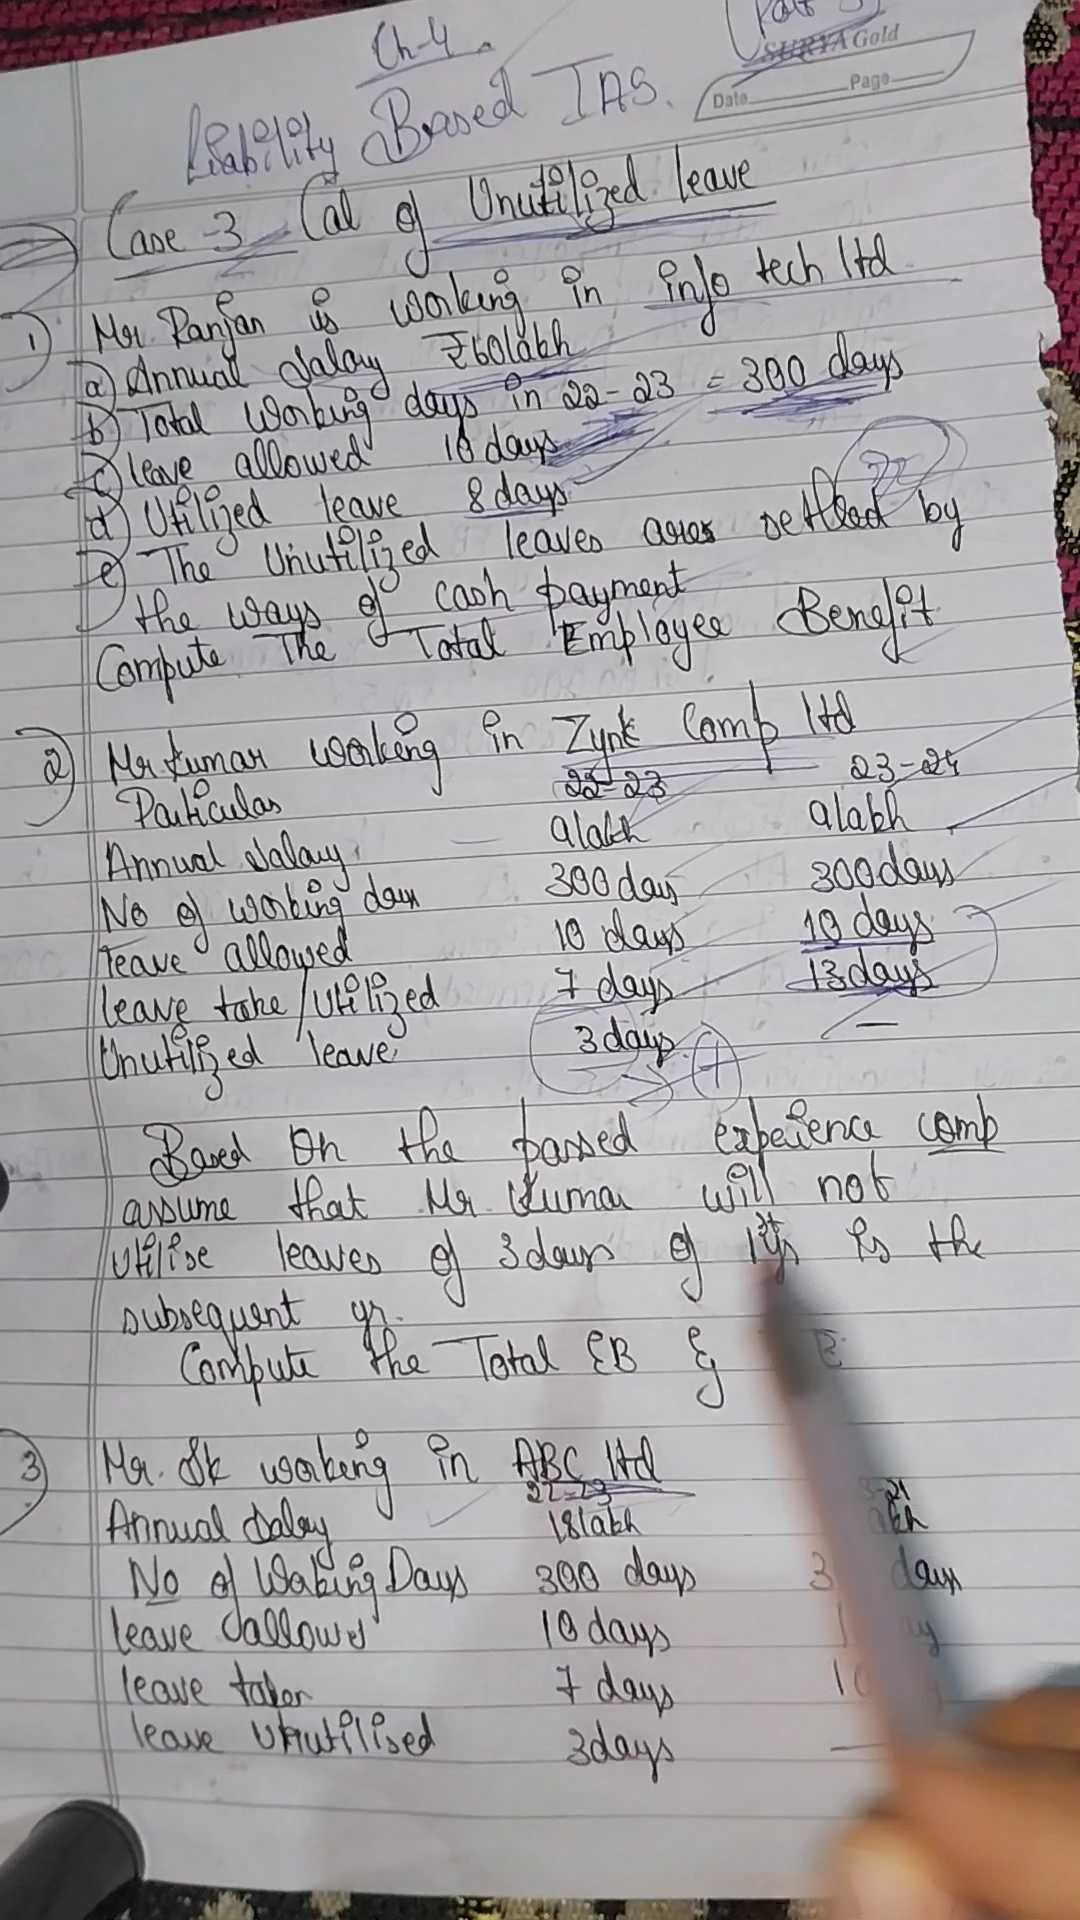 Ch-4
SURYA Gold
Date Page
Liability Based IAS.
Case -3 Cal of Unutilized leave
1) Mr. Ranjan is working in info tech ltd
a) Annual Salary ₹60lakh
b) Total working days in 22-23 = 300 days
c) leave allowed 10 days
d) Utilized leave 8 days
e) The Unutilized leaves are settled by
the ways of cash payment
Compute The Total Employee Benefit
2) Mr Kumar working in Zynk Comp ltd
Particulas 22-23 23-24
Annual Salary 9lakh 9lakh
No of working days 300 days 300 days
leave allowed 10 days 10 days
leave take/utilized 7 days 13 days
Unutilized leave 3 days —
Based on the passed expeience comp
assume that Mr. Kumar will not
utilise leaves of 3 days of 1st yr is the
subsequent yr.
Compute the Total EB &
3) Mr. Sk working in ABC ltd
22-23
Annual Salary 18lakh
No of Woking Days 300 days days
leave allowed 10 days
leave taken 7 days
leave Unutilised 3 days —